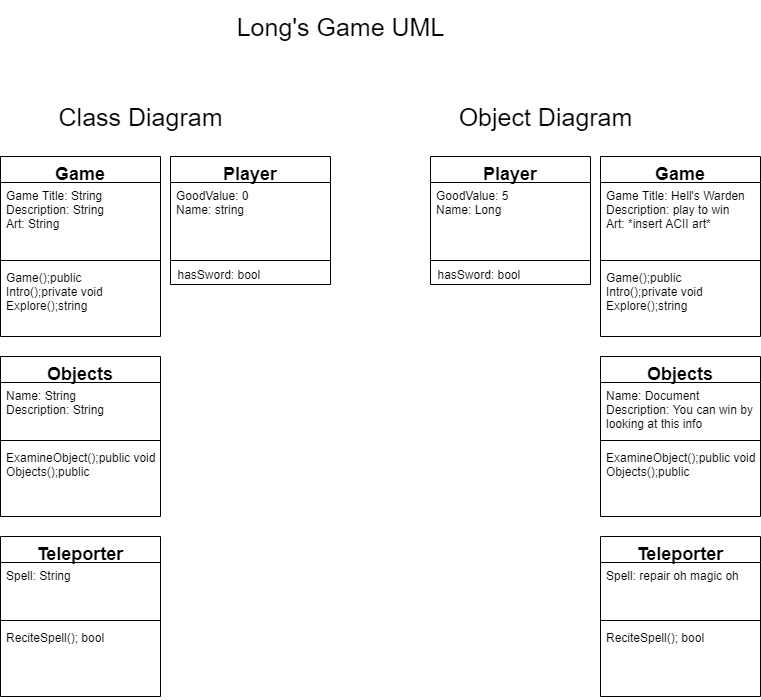 Long's Game UML
Class Diagram
Object Diagram
Game
Game Title: String
Description: String
Art: String
Game();public
Intro();private void
Explore();string
Player
GoodValue: 0
Name: string
hasSword: bool
Player
GoodValue: 5
Name: Long
hasSword: bool
Game
Game Title: Hell's Warden
Description: play to win
Art: *insert ACII art*
Game();public
Intro();private void
Explore();string
Objects
Name: String
Description: String
ExamineObject();public void
Objects();public
Objects
Name: Document
Description: You can win by
looking at this info
ExamineObject();public void
Objects();public
Teleporter
Spell: String
ReciteSpell(); bool
Teleporter
Spell: repair oh magic oh
ReciteSpell(); bool